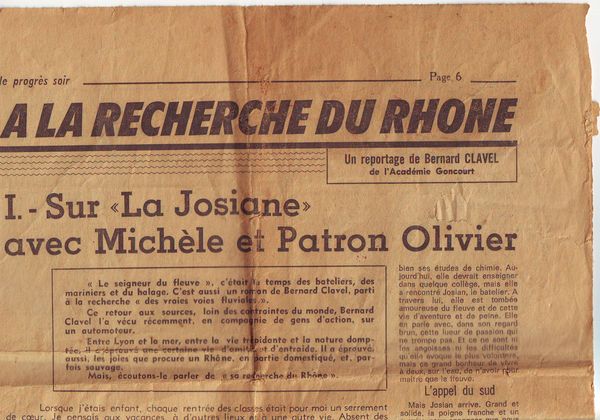 le progrès soir
Page 6
A LA RECHERCHE DU RHONE
Un reportage de Bernard CLAVEL
de l'Académie Goncourt
I. - Sur «La Josiane»
avec Michèle et Patron Olivier
« Le seigneur du fleuve », c'était le temps des bateliers, des
mariniers et du halage. C'est aussi un roman de Bernard Clavel, parti
à la recherche « des vraies voies fluviales ».
Ce retour aux sources, loin des contraintes du monde, Bernard
Clavel l'a vécu récemment, en compagnie de gens d'action, sur
un automoteur.
Entre Lyon et la mer, entre la vie trépidante et la nature domp-
tée, il a éprouvé une certaine vie d'amitié et d'entraide. Il a éprouvé,
aussi, les joies que procure un Rhône, en partie domestiqué, et, par-
fois sauvage.
Mais, écoutons-le parler de « sa recherche du Rhône ».
Lorsque j'étais enfant, chaque rentrée des classes était pour moi un serrement
de cœur. Je pensais aux vacances, à d'autres lieux et à une autre vie. Absent des
bien ses études de chimie. Au-
jourd'hui, elle devrait enseigner
dans quelque collège, mais elle
a rencontré Josian, le batelier. A
travers lui, elle est tombée
amoureuse du fleuve et de cette
vie d'aventure et de peine. Elle
en parle avec, dans son regard
brun, cette lueur de passion qui
ne trompe pas. Et ce ne sont ni
les angoisses ni les difficultés
qu'elle évoque le plus volontiers,
mais ce grand bonheur de vivre
à deux, sur l'eau, de n'avoir pour
maître que le fleuve.
L'appel du sud
Mais Josian arrive. Grand et
solide, la poigne franche et un